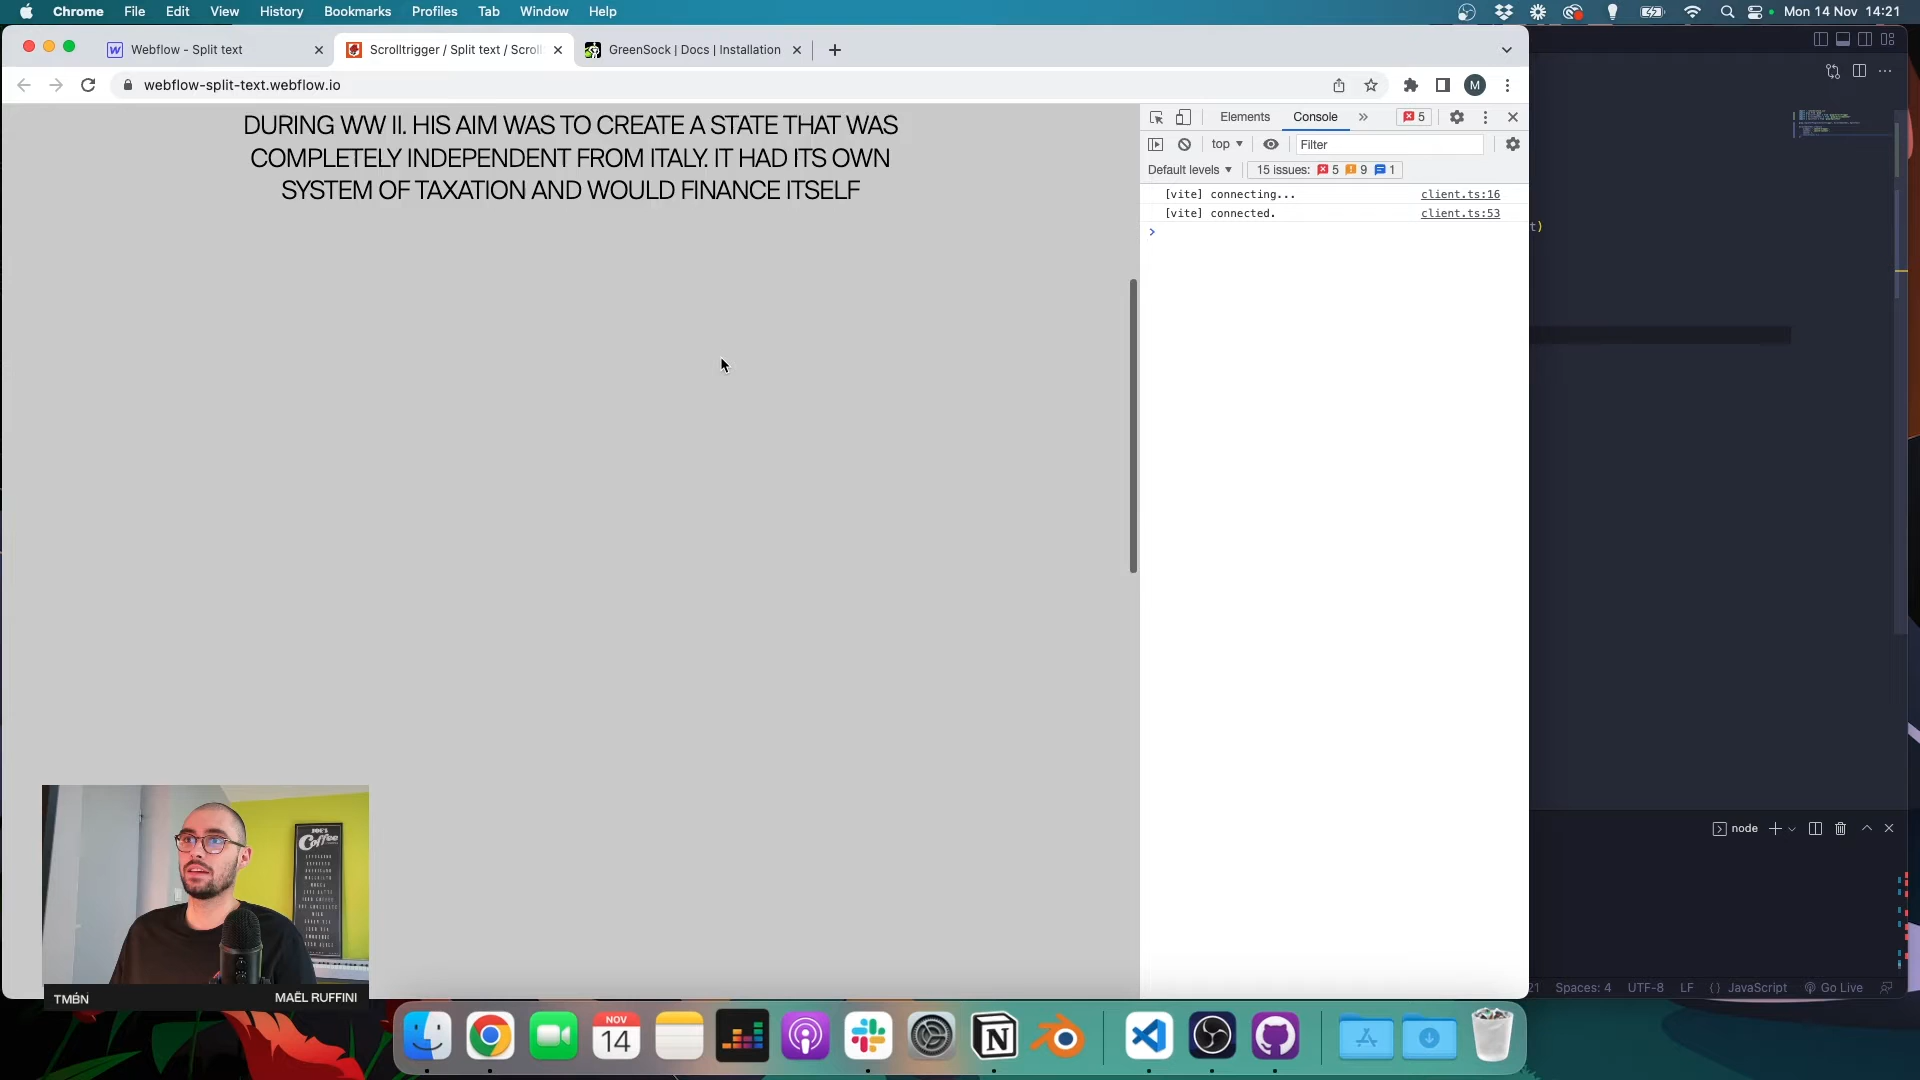 Chrome File Edit View History Bookmarks Profiles Tab Window Help
Mon 14 Nov 14:21
Webflow - Split text
Scrolltrigger / Split text / Scroll
GreenSock | Docs | Installation
webflow-split-text.webflow.io
M
DURING WW II. HIS AIM WAS TO CREATE A STATE THAT WAS
COMPLETELY INDEPENDENT FROM ITALY. IT HAD ITS OWN
SYSTEM OF TAXATION AND WOULD FINANCE ITSELF
Elements Console 5
top Filter
Default levels 15 issues: 5 9 1
[vite] connecting... client.ts:16
[vite] connected. client.ts:53
t)
node
21 Spaces: 4 UTF-8 LF {} JavaScript Go Live
JOE'S
Coffee
TMBN
MAËL RUFFINI
NOV
14